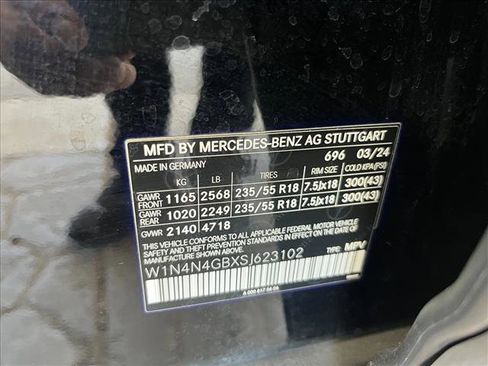 MFD BY MERCEDES-BENZ AG STUTTGART
MADE IN GERMANY 696 03/24
KG LB TIRES RIM SIZE COLD KPA(PSI)
GAWR FRONT 1165 2568 235/55 R18 7.5Jx18 300(43)
GAWR REAR 1020 2249 235/55 R18 7.5Jx18 300(43)
GVWR 2140 4718
THIS VEHICLE CONFORMS TO ALL APPLICABLE FEDERAL MOTOR VEHICLE
SAFETY AND THEFT PREVENTION STANDARDS IN EFFECT ON THE DATE
OF MANUFACTURE SHOWN ABOVE.
W1N4N4GBXSJ623102 TYPE: MPV